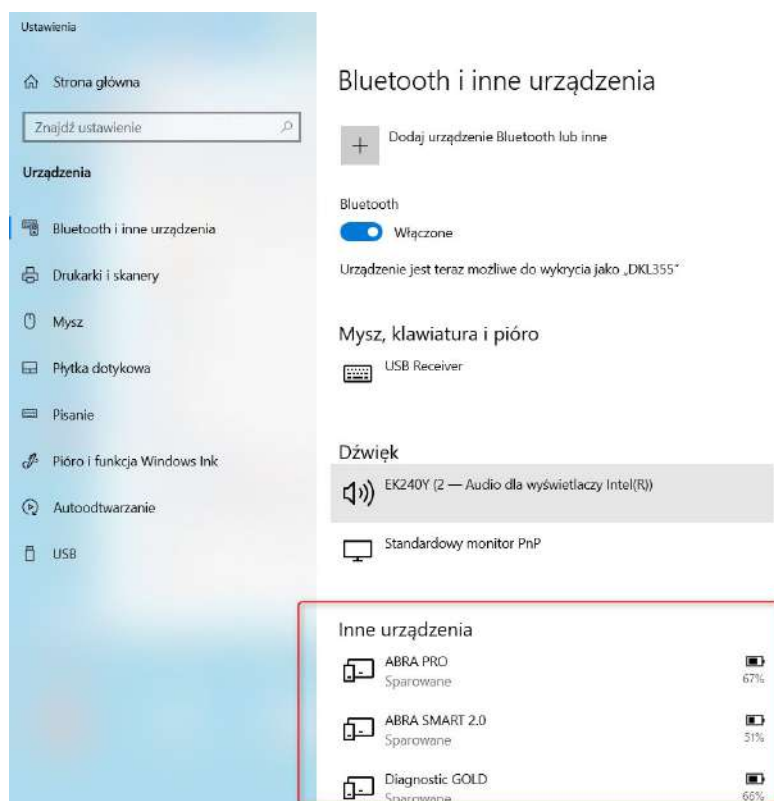 Ustawienia
Strona główna
Znajdź ustawienie
Urządzenia
Bluetooth i inne urządzenia
Drukarki i skanery
Mysz
Płytka dotykowa
Pisanie
Pióro i funkcja Windows Ink
Autoodtwarzanie
USB
Bluetooth i inne urządzenia
Dodaj urządzenie Bluetooth lub inne
Bluetooth
Włączone
Urządzenie jest teraz możliwe do wykrycia jako „DKL355”
Mysz, klawiatura i pióro
USB Receiver
Dźwięk
EK240Y (2 — Audio dla wyświetlaczy Intel(R))
Standardowy monitor PnP
Inne urządzenia
ABRA PRO
Sparowane
67%
ABRA SMART 2.0
Sparowane
51%
Diagnostic GOLD
Sparowane
66%